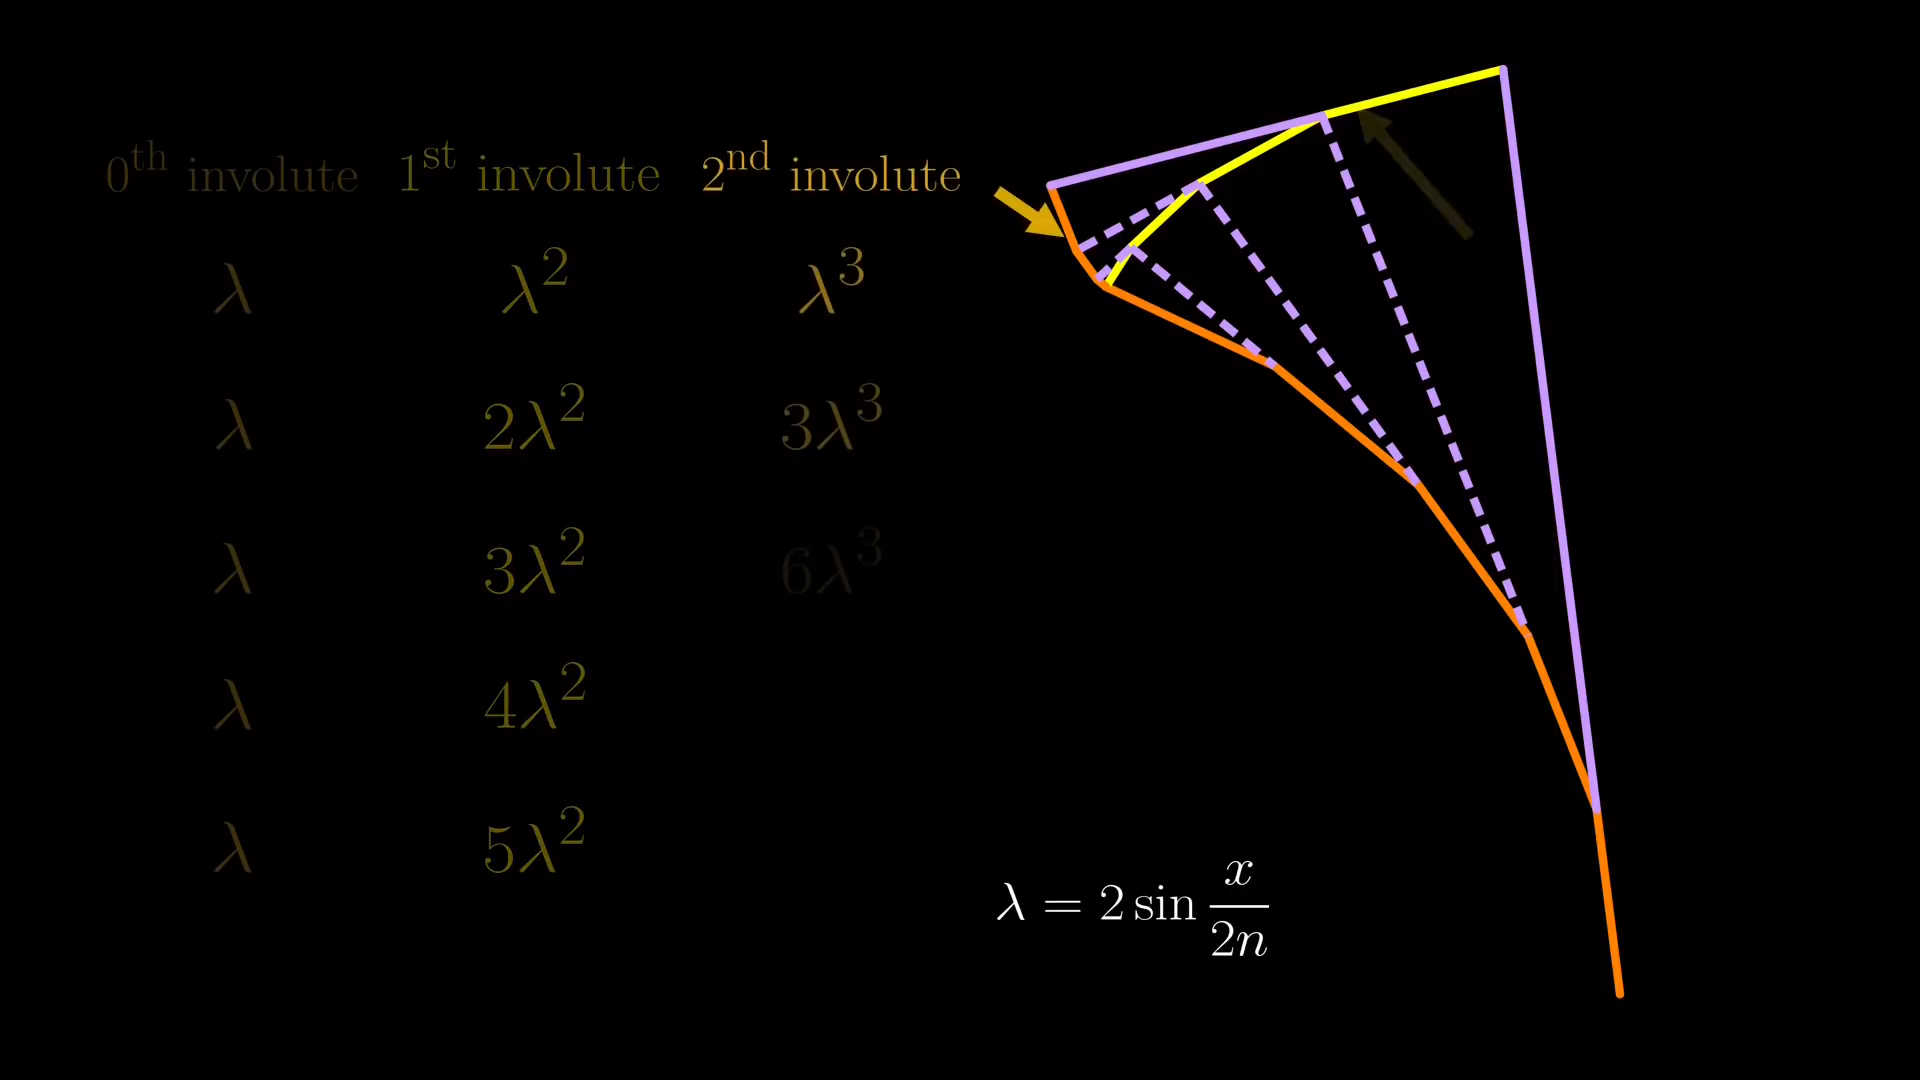 0th involute 1st involute 2nd involute
λ λ² λ³
λ 2λ² 3λ³
λ 3λ² 6λ³
λ 4λ²
λ 5λ²
λ = 2 sin x/2n